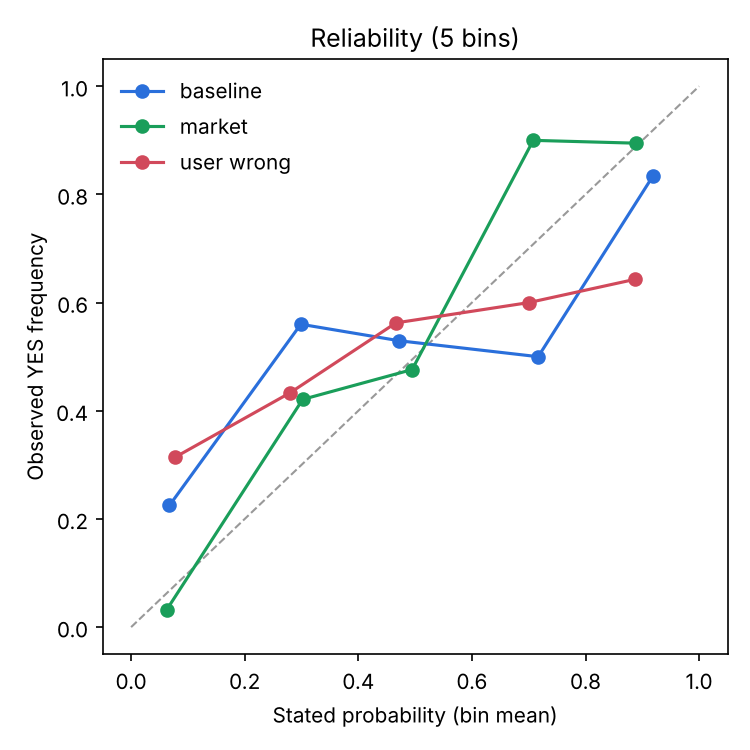 Reliability (5 bins)
baseline
market
user wrong
Observed YES frequency
1.0
0.8
0.6
0.4
0.2
0.0
0.0 0.2 0.4 0.6 0.8 1.0
Stated probability (bin mean)